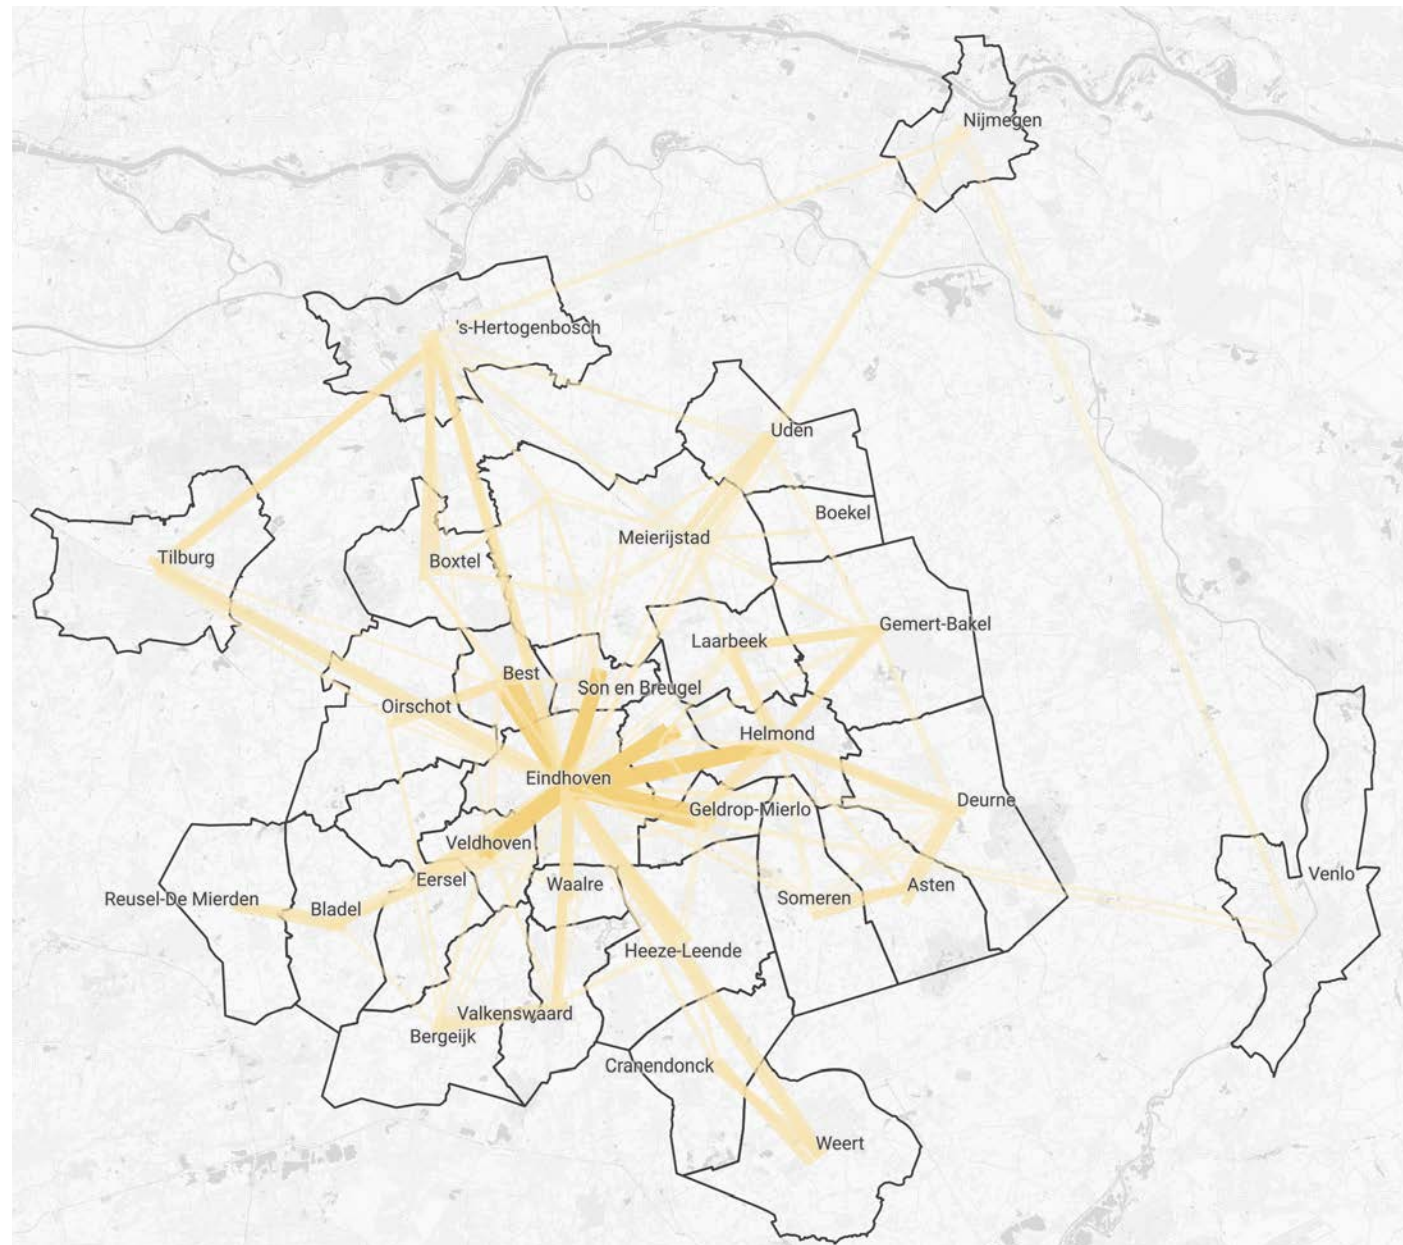 Nijmegen
's-Hertogenbosch
Uden
Boekel
Meierijstad
Tilburg
Boxtel
Gemert-Bakel
Laarbeek
Best
Son en Breugel
Oirschot
Helmond
Eindhoven
Deurne
Geldrop-Mierlo
Veldhoven
Venlo
Eersel
Waalre
Asten
Reusel-De Mierden
Bladel
Someren
Heeze-Leende
Valkenswaard
Bergeijk
Cranendonck
Weert